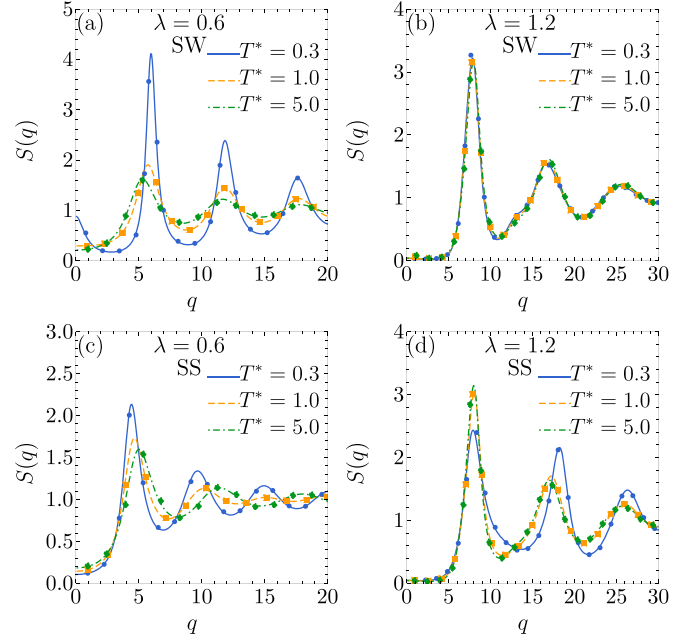 (a)
λ = 0.6
SW
T* = 0.3
T* = 1.0
T* = 5.0
S(q)
5
4
3
2
1
0
0 5 10 15 20
q
(b)
λ = 1.2
SW
T* = 0.3
T* = 1.0
T* = 5.0
S(q)
4
3
2
1
0
0 5 10 15 20 25 30
q
(c)
λ = 0.6
SS
T* = 0.3
T* = 1.0
T* = 5.0
S(q)
3.0
2.5
2.0
1.5
1.0
0.5
0.0
0 5 10 15 20
q
(d)
λ = 1.2
SS
T* = 0.3
T* = 1.0
T* = 5.0
S(q)
4
3
2
1
0
0 5 10 15 20 25 30
q